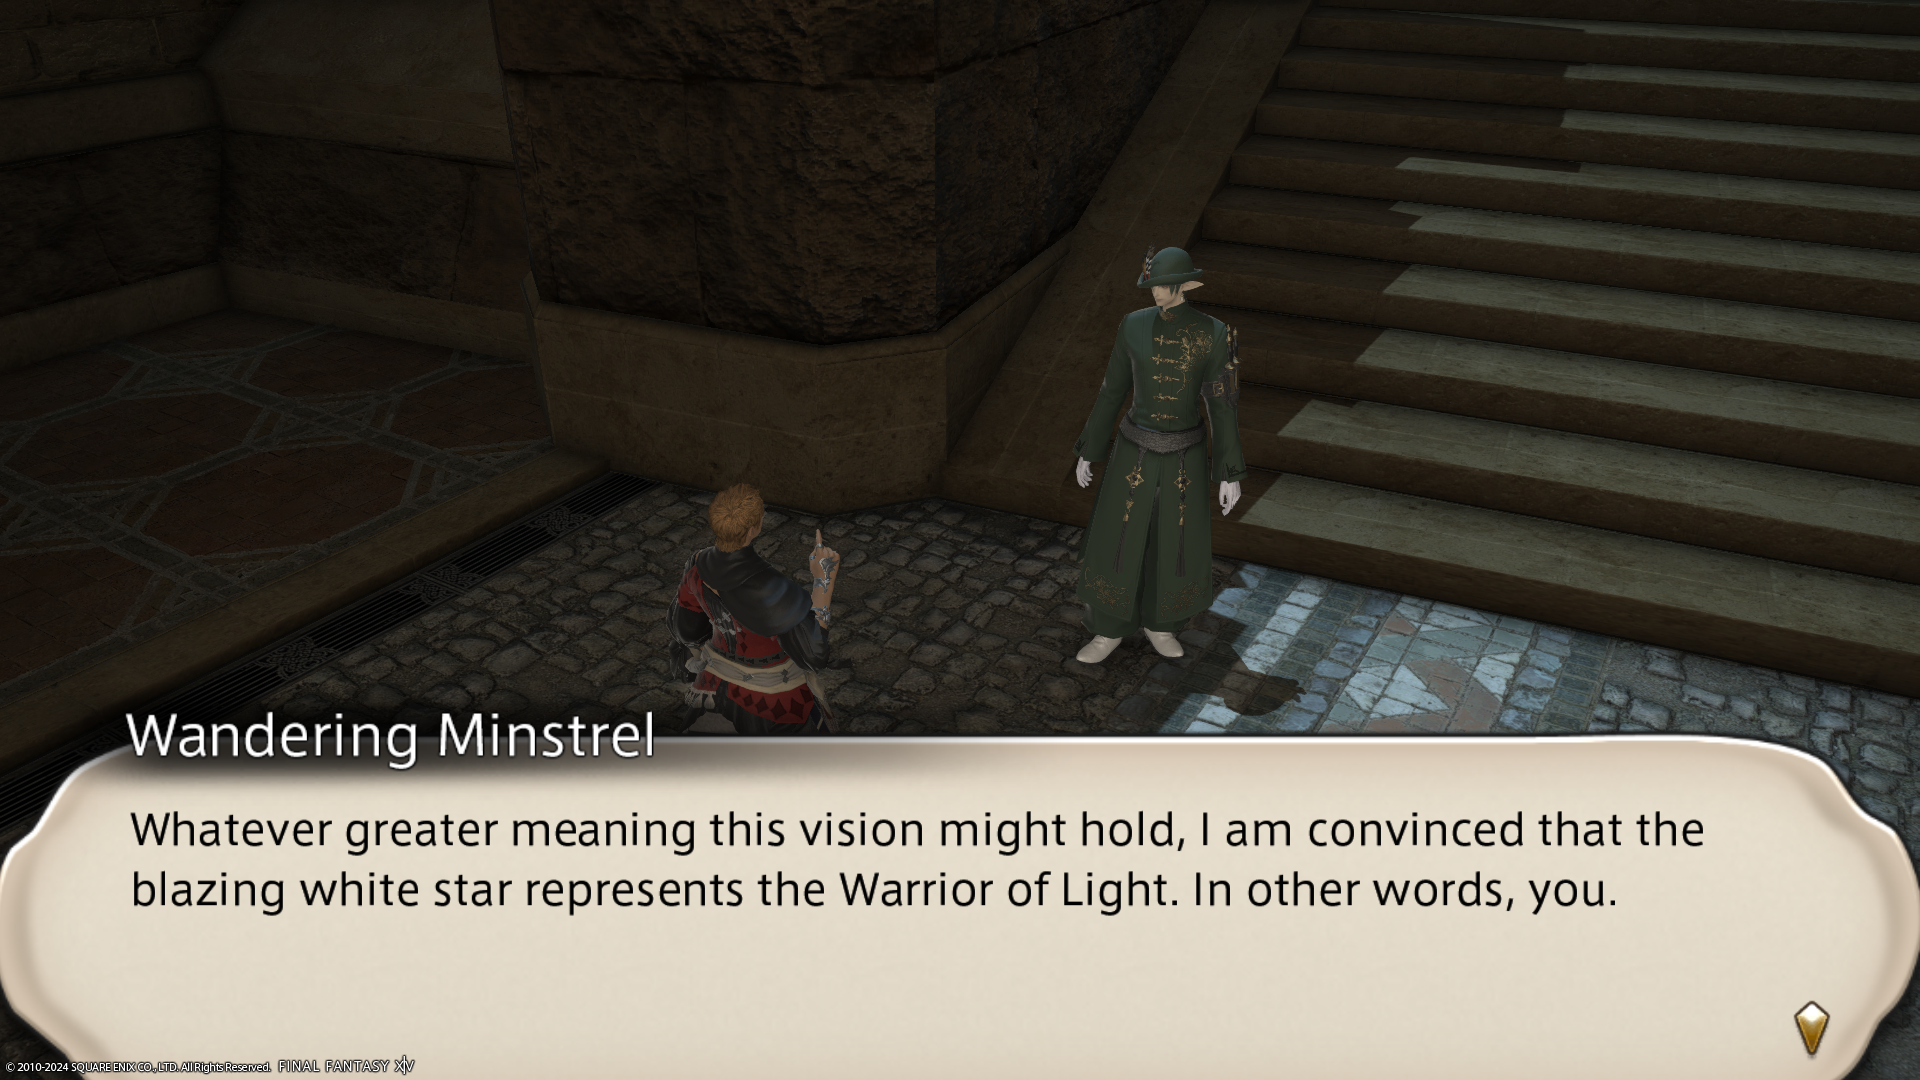 Wandering Minstrel
Whatever greater meaning this vision might hold, I am convinced that the
blazing white star represents the Warrior of Light. In other words, you.
© 2010-2024 SQUARE ENIX CO., LTD. All Rights Reserved. FINAL FANTASY XIV